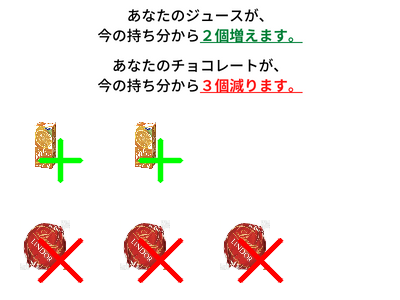 あなたのジュースが、
今の持ち分から２個増えます。
あなたのチョコレートが、
今の持ち分から３個減ります。
LINDOR
LINDOR
LINDOR